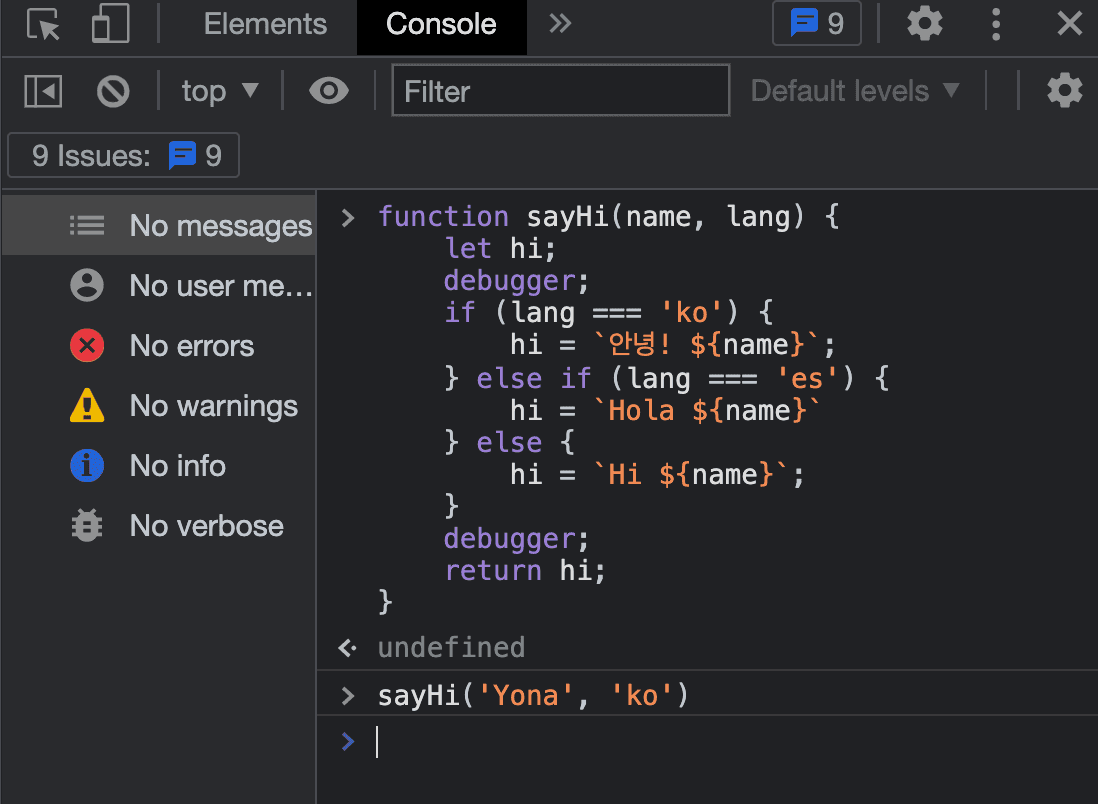 Elements Console 9
top Filter Default levels
9 Issues: 9
No messages
No user me...
No errors
No warnings
No info
No verbose
function sayHi(name, lang) {
    let hi;
    debugger;
    if (lang === 'ko') {
        hi = `안녕! ${name}`;
    } else if (lang === 'es') {
        hi = `Hola ${name}`
    } else {
        hi = `Hi ${name}`;
    }
    debugger;
    return hi;
}
undefined
sayHi('Yona', 'ko')